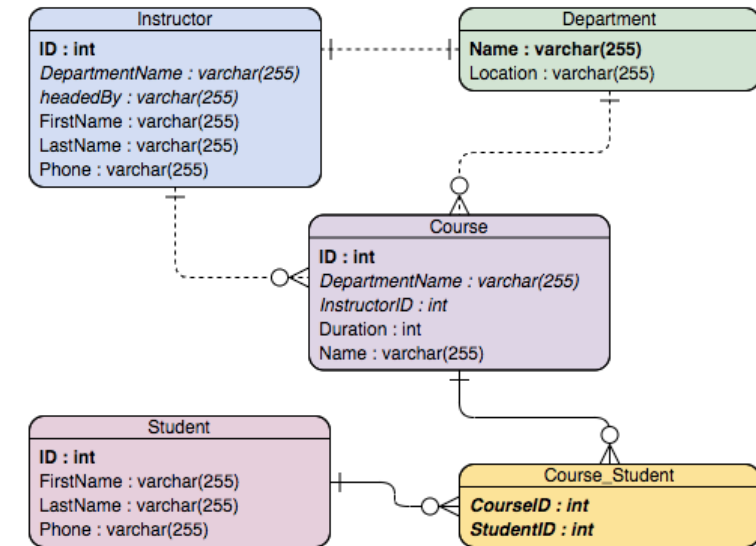 Instructor
ID : int
DepartmentName : varchar(255)
headedBy : varchar(255)
FirstName : varchar(255)
LastName : varchar(255)
Phone : varchar(255)
Department
Name : varchar(255)
Location : varchar(255)
Course
ID : int
DepartmentName : varchar(255)
InstructorID : int
Duration : int
Name : varchar(255)
Student
ID : int
FirstName : varchar(255)
LastName : varchar(255)
Phone : varchar(255)
Course_Student
CourseID : int
StudentID : int